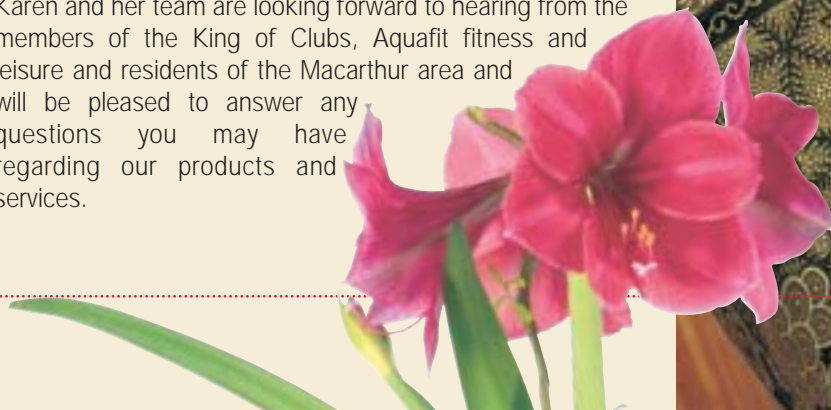 Karen and her team are looking forward to hearing from the
members of the King of Clubs, Aquafit fitness and
leisure and residents of the Macarthur area and
will be pleased to answer any
questions you may have
regarding our products and
services.